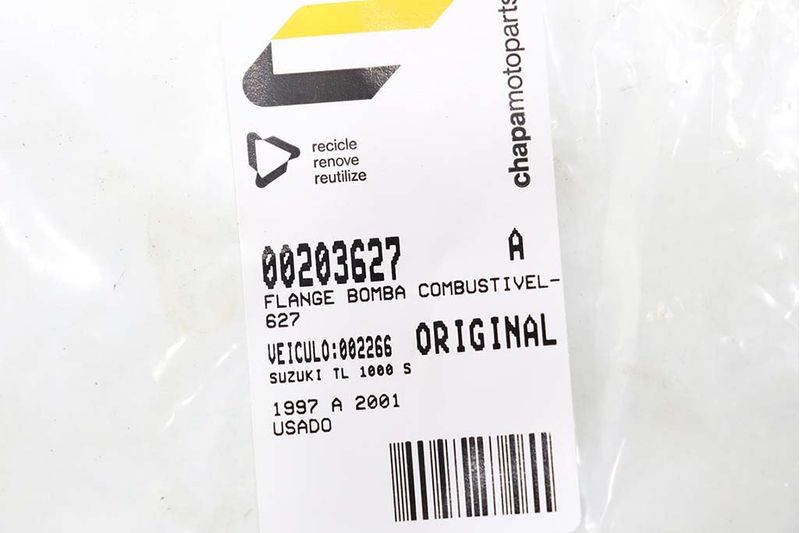 chapamotoparts
recicle
renove
reutilize
00203627 A
FLANGE BOMBA COMBUSTIVEL-
627
VEICULO:002266 ORIGINAL
SUZUKI TL 1000 S
1997 A 2001
USADO